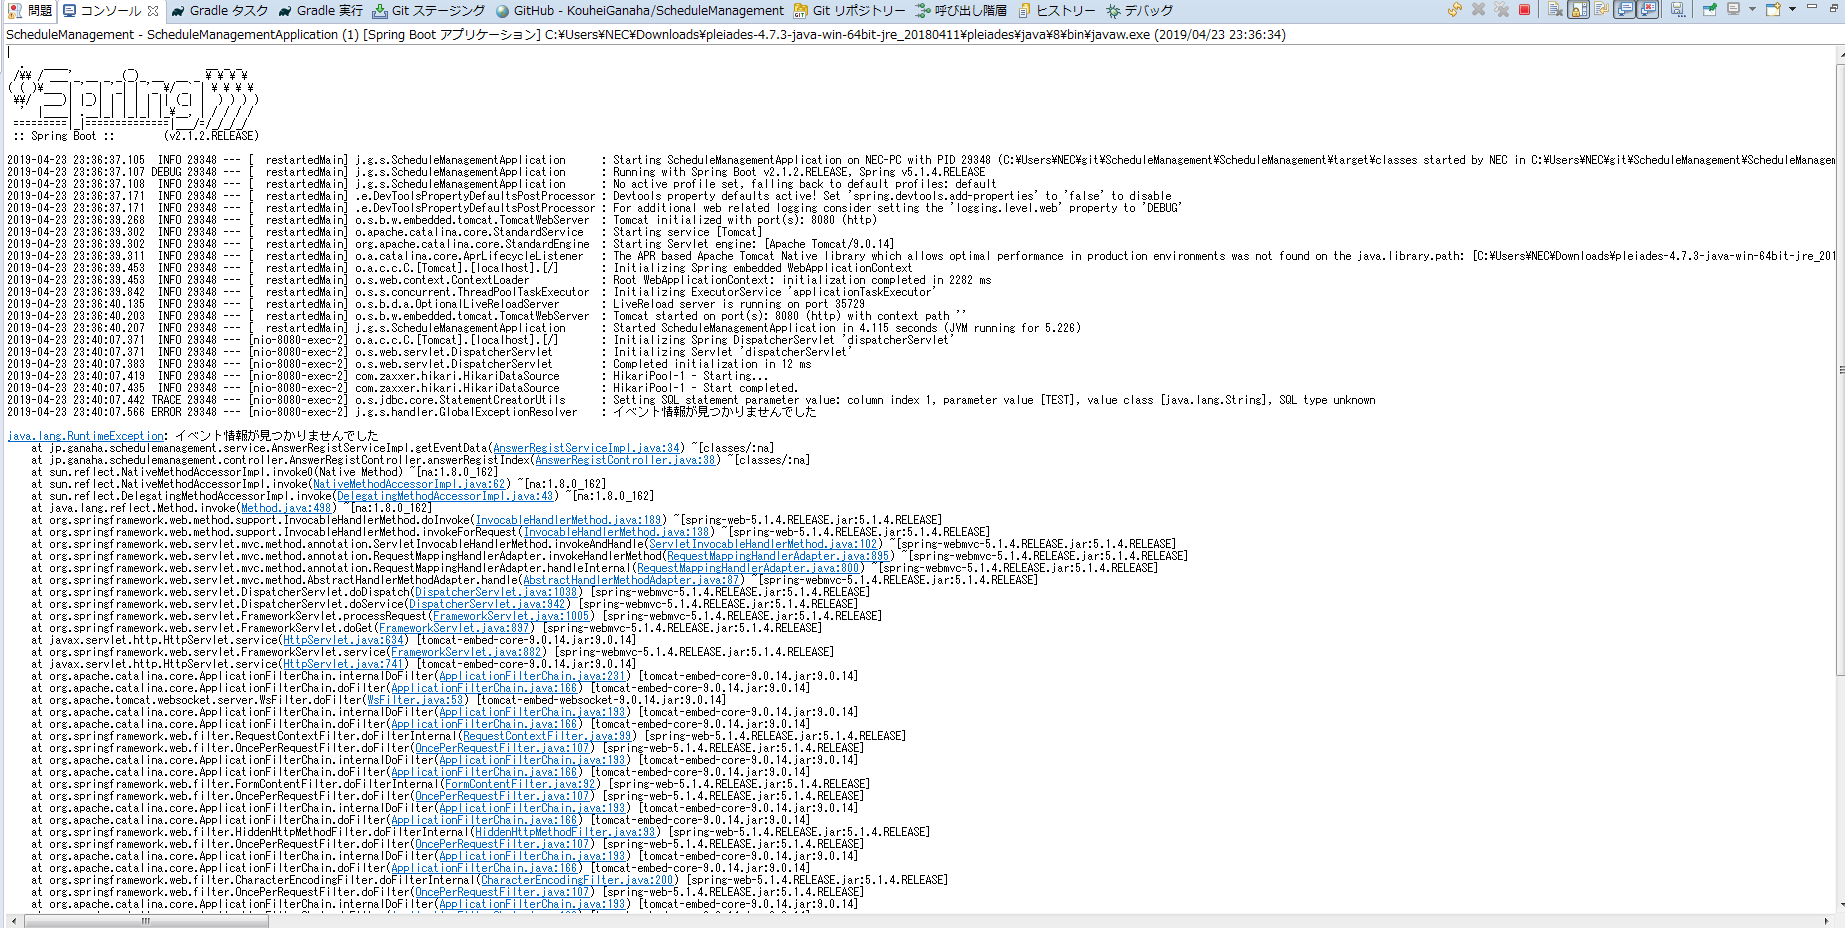 問題 コンソール Gradle タスク Gradle 実行 Git ステージング GitHub - KouheiGanaha/ScheduleManagement Git リポジトリー 呼び出し階層 ヒストリー デバッグ
ScheduleManagement - ScheduleManagementApplication (1) [Spring Boot アプリケーション] C:¥Users¥NEC¥Downloads¥pleiades-4.7.3-java-win-64bit-jre_20180411¥pleiades¥java¥8¥bin¥javaw.exe (2019/04/23 23:36:34)
:: Spring Boot ::        (v2.1.2.RELEASE)
2019-04-23 23:36:37.105  INFO 29348 --- [  restartedMain] j.g.s.ScheduleManagementApplication      : Starting ScheduleManagementApplication on NEC-PC with PID 29348 (C:¥Users¥NEC¥git¥ScheduleManagement¥ScheduleManagement¥target¥classes started by NEC in C:¥Users¥NEC¥git¥ScheduleManagement¥ScheduleManagem
2019-04-23 23:36:37.107 DEBUG 29348 --- [  restartedMain] j.g.s.ScheduleManagementApplication      : Running with Spring Boot v2.1.2.RELEASE, Spring v5.1.4.RELEASE
2019-04-23 23:36:37.108  INFO 29348 --- [  restartedMain] j.g.s.ScheduleManagementApplication      : No active profile set, falling back to default profiles: default
2019-04-23 23:36:37.171  INFO 29348 --- [  restartedMain] .e.DevToolsPropertyDefaultsPostProcessor : Devtools property defaults active! Set 'spring.devtools.add-properties' to 'false' to disable
2019-04-23 23:36:37.171  INFO 29348 --- [  restartedMain] .e.DevToolsPropertyDefaultsPostProcessor : For additional web related logging consider setting the 'logging.level.web' property to 'DEBUG'
2019-04-23 23:36:39.268  INFO 29348 --- [  restartedMain] o.s.b.w.embedded.tomcat.TomcatWebServer  : Tomcat initialized with port(s): 8080 (http)
2019-04-23 23:36:39.302  INFO 29348 --- [  restartedMain] o.apache.catalina.core.StandardService   : Starting service [Tomcat]
2019-04-23 23:36:39.302  INFO 29348 --- [  restartedMain] org.apache.catalina.core.StandardEngine  : Starting Servlet engine: [Apache Tomcat/9.0.14]
2019-04-23 23:36:39.311  INFO 29348 --- [  restartedMain] o.a.catalina.core.AprLifecycleListener   : The APR based Apache Tomcat Native library which allows optimal performance in production environments was not found on the java.library.path: [C:¥Users¥NEC¥Downloads¥pleiades-4.7.3-java-win-64bit-jre_201
2019-04-23 23:36:39.453  INFO 29348 --- [  restartedMain] o.a.c.c.C.[Tomcat].[localhost].[/]       : Initializing Spring embedded WebApplicationContext
2019-04-23 23:36:39.453  INFO 29348 --- [  restartedMain] o.s.web.context.ContextLoader            : Root WebApplicationContext: initialization completed in 2282 ms
2019-04-23 23:36:39.842  INFO 29348 --- [  restartedMain] o.s.s.concurrent.ThreadPoolTaskExecutor  : Initializing ExecutorService 'applicationTaskExecutor'
2019-04-23 23:36:40.135  INFO 29348 --- [  restartedMain] o.s.b.d.a.OptionalLiveReloadServer       : LiveReload server is running on port 35729
2019-04-23 23:36:40.203  INFO 29348 --- [  restartedMain] o.s.b.w.embedded.tomcat.TomcatWebServer  : Tomcat started on port(s): 8080 (http) with context path ''
2019-04-23 23:36:40.207  INFO 29348 --- [  restartedMain] j.g.s.ScheduleManagementApplication      : Started ScheduleManagementApplication in 4.115 seconds (JVM running for 5.226)
2019-04-23 23:40:07.371  INFO 29348 --- [nio-8080-exec-2] o.a.c.c.C.[Tomcat].[localhost].[/]       : Initializing Spring DispatcherServlet 'dispatcherServlet'
2019-04-23 23:40:07.371  INFO 29348 --- [nio-8080-exec-2] o.s.web.servlet.DispatcherServlet        : Initializing Servlet 'dispatcherServlet'
2019-04-23 23:40:07.383  INFO 29348 --- [nio-8080-exec-2] o.s.web.servlet.DispatcherServlet        : Completed initialization in 12 ms
2019-04-23 23:40:07.419  INFO 29348 --- [nio-8080-exec-2] com.zaxxer.hikari.HikariDataSource       : HikariPool-1 - Starting...
2019-04-23 23:40:07.435  INFO 29348 --- [nio-8080-exec-2] com.zaxxer.hikari.HikariDataSource       : HikariPool-1 - Start completed.
2019-04-23 23:40:07.442 TRACE 29348 --- [nio-8080-exec-2] o.s.jdbc.core.StatementCreatorUtils      : Setting SQL statement parameter value: column index 1, parameter value [TEST], value class [java.lang.String], SQL type unknown
2019-04-23 23:40:07.566 ERROR 29348 --- [nio-8080-exec-2] j.g.s.handler.GlobalExceptionResolver    : イベント情報が見つかりませんでした
java.lang.RuntimeException: イベント情報が見つかりませんでした
at jp.ganaha.schedulemanagement.service.AnswerRegistServiceImpl.getEventData(AnswerRegistServiceImpl.java:34) ~[classes/:na]
at jp.ganaha.schedulemanagement.controller.AnswerRegistController.answerRegistIndex(AnswerRegistController.java:38) ~[classes/:na]
at sun.reflect.NativeMethodAccessorImpl.invoke0(Native Method) ~[na:1.8.0_162]
at sun.reflect.NativeMethodAccessorImpl.invoke(NativeMethodAccessorImpl.java:62) ~[na:1.8.0_162]
at sun.reflect.DelegatingMethodAccessorImpl.invoke(DelegatingMethodAccessorImpl.java:43) ~[na:1.8.0_162]
at java.lang.reflect.Method.invoke(Method.java:498) ~[na:1.8.0_162]
at org.springframework.web.method.support.InvocableHandlerMethod.doInvoke(InvocableHandlerMethod.java:189) ~[spring-web-5.1.4.RELEASE.jar:5.1.4.RELEASE]
at org.springframework.web.method.support.InvocableHandlerMethod.invokeForRequest(InvocableHandlerMethod.java:138) ~[spring-web-5.1.4.RELEASE.jar:5.1.4.RELEASE]
at org.springframework.web.servlet.mvc.method.annotation.ServletInvocableHandlerMethod.invokeAndHandle(ServletInvocableHandlerMethod.java:102) ~[spring-webmvc-5.1.4.RELEASE.jar:5.1.4.RELEASE]
at org.springframework.web.servlet.mvc.method.annotation.RequestMappingHandlerAdapter.invokeHandlerMethod(RequestMappingHandlerAdapter.java:895) ~[spring-webmvc-5.1.4.RELEASE.jar:5.1.4.RELEASE]
at org.springframework.web.servlet.mvc.method.annotation.RequestMappingHandlerAdapter.handleInternal(RequestMappingHandlerAdapter.java:800) ~[spring-webmvc-5.1.4.RELEASE.jar:5.1.4.RELEASE]
at org.springframework.web.servlet.mvc.method.AbstractHandlerMethodAdapter.handle(AbstractHandlerMethodAdapter.java:87) ~[spring-webmvc-5.1.4.RELEASE.jar:5.1.4.RELEASE]
at org.springframework.web.servlet.DispatcherServlet.doDispatch(DispatcherServlet.java:1038) [spring-webmvc-5.1.4.RELEASE.jar:5.1.4.RELEASE]
at org.springframework.web.servlet.DispatcherServlet.doService(DispatcherServlet.java:942) [spring-webmvc-5.1.4.RELEASE.jar:5.1.4.RELEASE]
at org.springframework.web.servlet.FrameworkServlet.processRequest(FrameworkServlet.java:1005) [spring-webmvc-5.1.4.RELEASE.jar:5.1.4.RELEASE]
at org.springframework.web.servlet.FrameworkServlet.doGet(FrameworkServlet.java:897) [spring-webmvc-5.1.4.RELEASE.jar:5.1.4.RELEASE]
at javax.servlet.http.HttpServlet.service(HttpServlet.java:634) [tomcat-embed-core-9.0.14.jar:9.0.14]
at org.springframework.web.servlet.FrameworkServlet.service(FrameworkServlet.java:882) [spring-webmvc-5.1.4.RELEASE.jar:5.1.4.RELEASE]
at javax.servlet.http.HttpServlet.service(HttpServlet.java:741) [tomcat-embed-core-9.0.14.jar:9.0.14]
at org.apache.catalina.core.ApplicationFilterChain.internalDoFilter(ApplicationFilterChain.java:231) [tomcat-embed-core-9.0.14.jar:9.0.14]
at org.apache.catalina.core.ApplicationFilterChain.doFilter(ApplicationFilterChain.java:166) [tomcat-embed-core-9.0.14.jar:9.0.14]
at org.apache.tomcat.websocket.server.WsFilter.doFilter(WsFilter.java:53) [tomcat-embed-websocket-9.0.14.jar:9.0.14]
at org.apache.catalina.core.ApplicationFilterChain.internalDoFilter(ApplicationFilterChain.java:193) [tomcat-embed-core-9.0.14.jar:9.0.14]
at org.apache.catalina.core.ApplicationFilterChain.doFilter(ApplicationFilterChain.java:166) [tomcat-embed-core-9.0.14.jar:9.0.14]
at org.springframework.web.filter.RequestContextFilter.doFilterInternal(RequestContextFilter.java:99) [spring-web-5.1.4.RELEASE.jar:5.1.4.RELEASE]
at org.springframework.web.filter.OncePerRequestFilter.doFilter(OncePerRequestFilter.java:107) [spring-web-5.1.4.RELEASE.jar:5.1.4.RELEASE]
at org.apache.catalina.core.ApplicationFilterChain.internalDoFilter(ApplicationFilterChain.java:193) [tomcat-embed-core-9.0.14.jar:9.0.14]
at org.apache.catalina.core.ApplicationFilterChain.doFilter(ApplicationFilterChain.java:166) [tomcat-embed-core-9.0.14.jar:9.0.14]
at org.springframework.web.filter.FormContentFilter.doFilterInternal(FormContentFilter.java:92) [spring-web-5.1.4.RELEASE.jar:5.1.4.RELEASE]
at org.springframework.web.filter.OncePerRequestFilter.doFilter(OncePerRequestFilter.java:107) [spring-web-5.1.4.RELEASE.jar:5.1.4.RELEASE]
at org.apache.catalina.core.ApplicationFilterChain.internalDoFilter(ApplicationFilterChain.java:193) [tomcat-embed-core-9.0.14.jar:9.0.14]
at org.apache.catalina.core.ApplicationFilterChain.doFilter(ApplicationFilterChain.java:166) [tomcat-embed-core-9.0.14.jar:9.0.14]
at org.springframework.web.filter.HiddenHttpMethodFilter.doFilterInternal(HiddenHttpMethodFilter.java:93) [spring-web-5.1.4.RELEASE.jar:5.1.4.RELEASE]
at org.springframework.web.filter.OncePerRequestFilter.doFilter(OncePerRequestFilter.java:107) [spring-web-5.1.4.RELEASE.jar:5.1.4.RELEASE]
at org.apache.catalina.core.ApplicationFilterChain.internalDoFilter(ApplicationFilterChain.java:193) [tomcat-embed-core-9.0.14.jar:9.0.14]
at org.apache.catalina.core.ApplicationFilterChain.doFilter(ApplicationFilterChain.java:166) [tomcat-embed-core-9.0.14.jar:9.0.14]
at org.springframework.web.filter.CharacterEncodingFilter.doFilterInternal(CharacterEncodingFilter.java:200) [spring-web-5.1.4.RELEASE.jar:5.1.4.RELEASE]
at org.springframework.web.filter.OncePerRequestFilter.doFilter(OncePerRequestFilter.java:107) [spring-web-5.1.4.RELEASE.jar:5.1.4.RELEASE]
at org.apache.catalina.core.ApplicationFilterChain.internalDoFilter(ApplicationFilterChain.java:193) [tomcat-embed-core-9.0.14.jar:9.0.14]